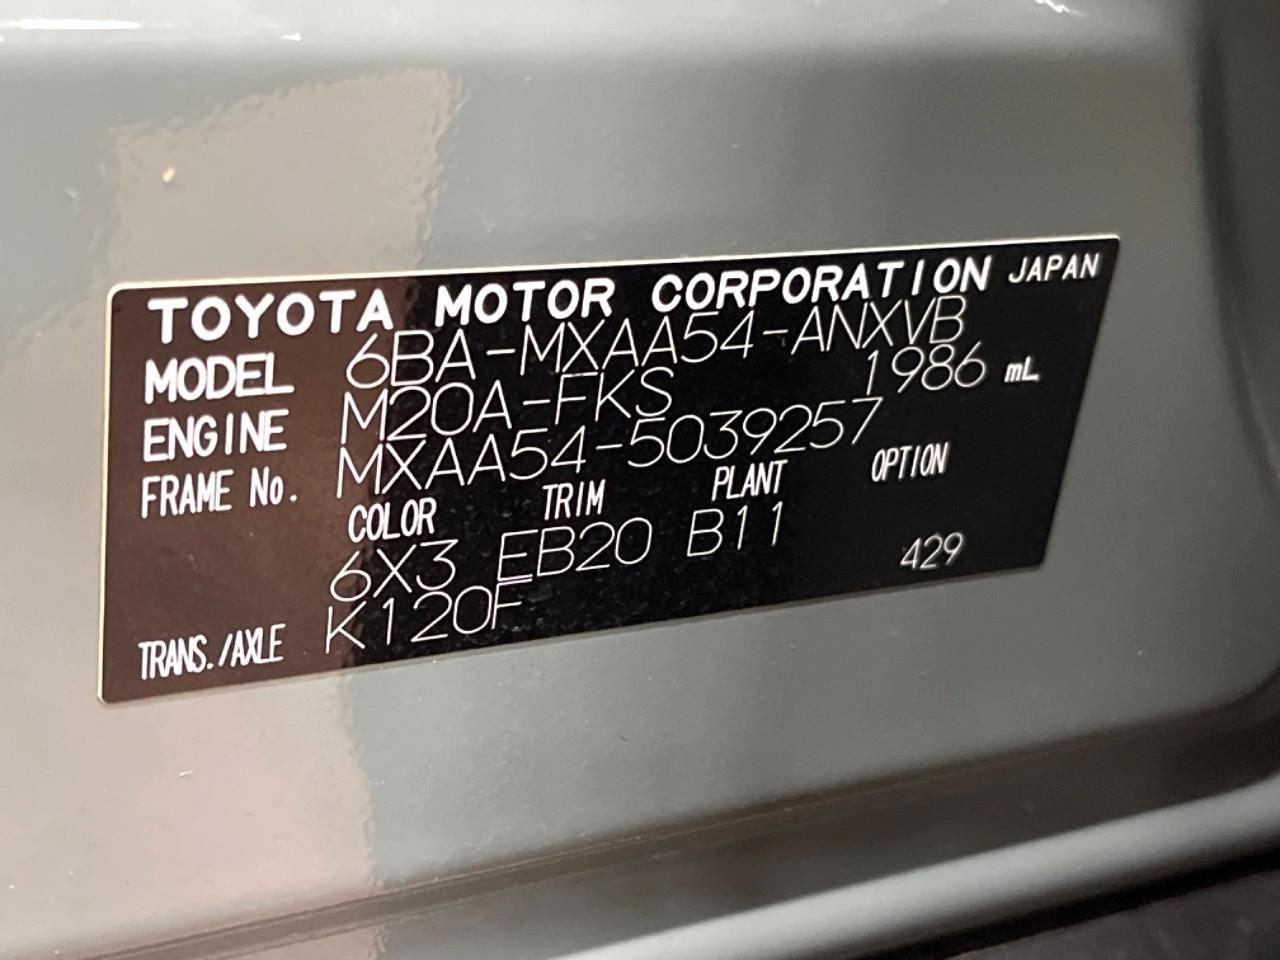 TOYOTA MOTOR CORPORATION JAPAN
MODEL 6BA-MXAA54-ANXVB
ENGINE M20A-FKS 1986 mL
FRAME No. MXAA54-5039257
COLOR TRIM PLANT OPTION
6X3 EB20 B11 429
TRANS./AXLE K120F